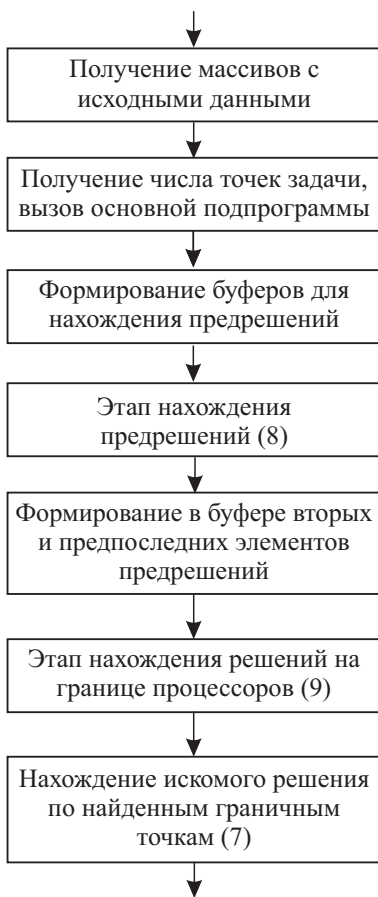 Получение массивов с
исходными данными
Получение числа точек задачи,
вызов основной подпрограммы
Формирование буферов для
нахождения предрешений
Этап нахождения
предрешений (8)
Формирование в буфере вторых
и предпоследних элементов
предрешений
Этап нахождения решений на
границе процессоров (9)
Нахождение искомого решения
по найденным граничным
точкам (7)